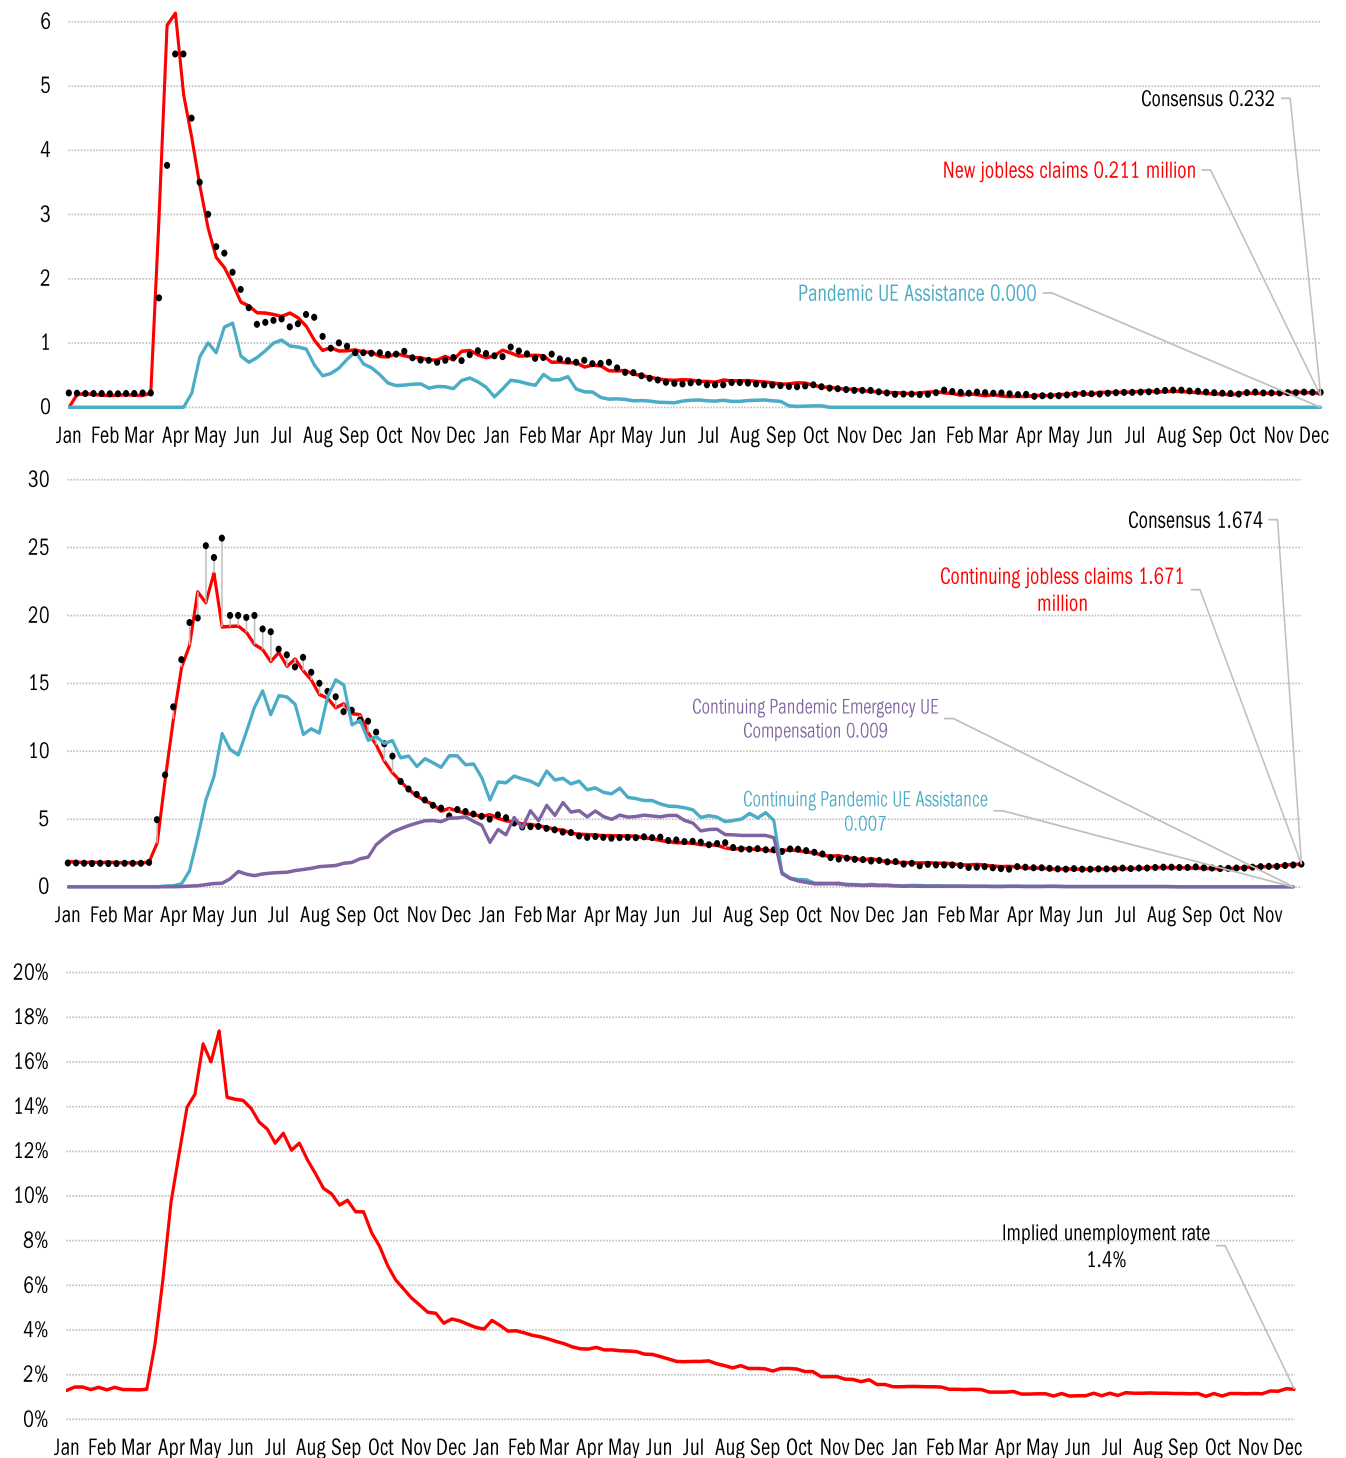 6
5
Consensus 0.232
4
New jobless claims 0.211 million
3
2
Pandemic UE Assistance 0.000
1
0
Jan Feb Mar Apr May Jun Jul Aug Sep Oct Nov Dec Jan Feb Mar Apr May Jun Jul Aug Sep Oct Nov Dec Jan Feb Mar Apr May Jun Jul Aug Sep Oct Nov Dec
30
Consensus 1.674
25
Continuing jobless claims 1.671
million
20
15
Continuing Pandemic Emergency UE
Compensation 0.009
10
Continuing Pandemic UE Assistance
0.007
5
0
Jan Feb Mar Apr May Jun Jul Aug Sep Oct Nov Dec Jan Feb Mar Apr May Jun Jul Aug Sep Oct Nov Dec Jan Feb Mar Apr May Jun Jul Aug Sep Oct Nov
20%
18%
16%
14%
12%
10%
8%
Implied unemployment rate
1.4%
6%
4%
2%
0%
Jan Feb Mar Apr May Jun Jul Aug Sep Oct Nov Dec Jan Feb Mar Apr May Jun Jul Aug Sep Oct Nov Dec Jan Feb Mar Apr May Jun Jul Aug Sep Oct Nov Dec